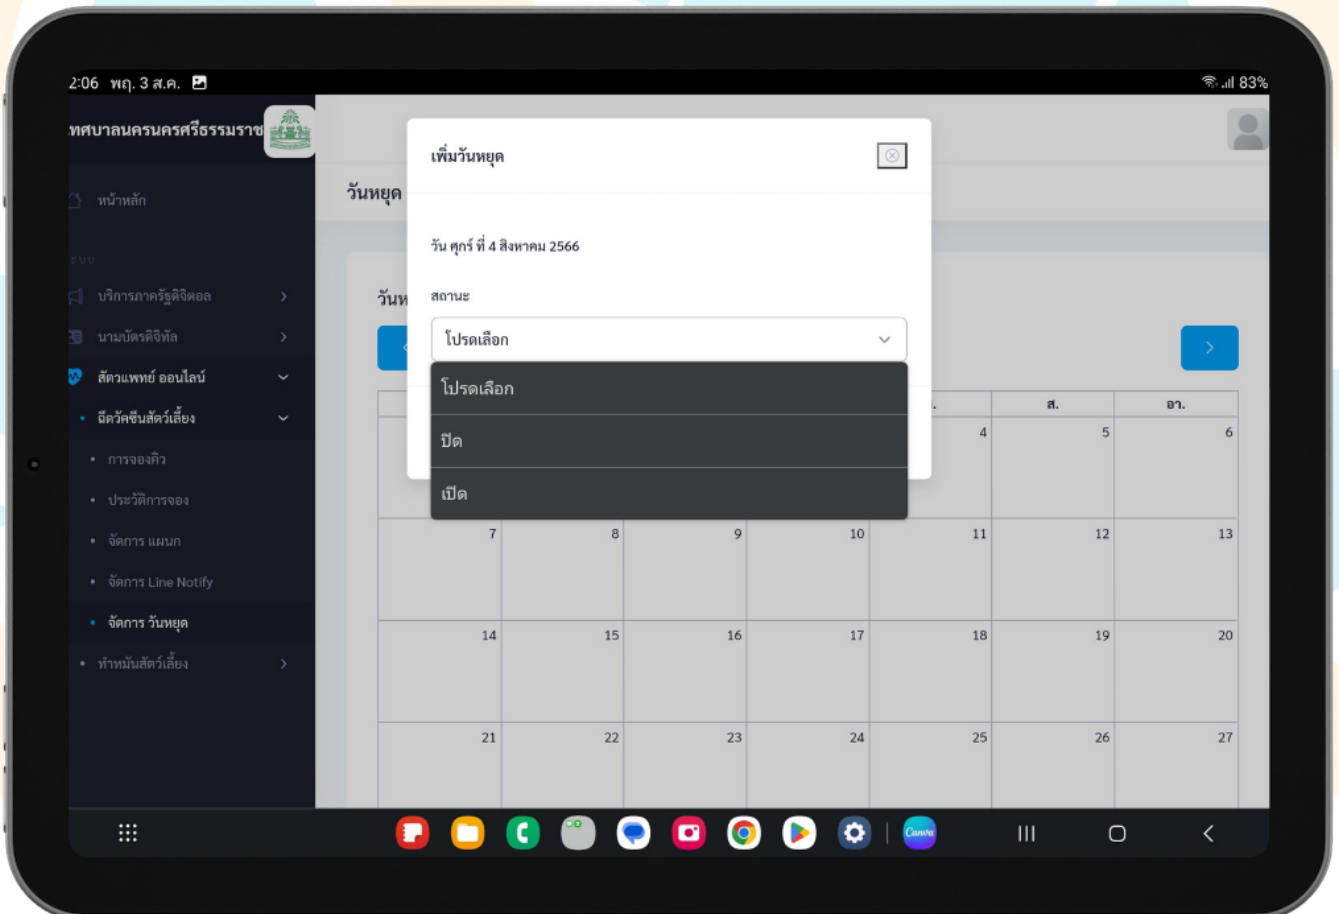 2:06 พฤ. 3 ส.ค.
83%
ทศบาลนครนครศรีธรรมราช
เพิ่มวันหยุด
หน้าหลัก
วันหยุด
วัน ศุกร์ ที่ 4 สิงหาคม 2566
ระบบ
บริการภาครัฐดิจิตอล
สถานะ
นามบัตรดิจิทัล
โปรดเลือก
สัตวแพทย์ ออนไลน์
โปรดเลือก
ฉีดวัคซีนสัตว์เลี้ยง
ส. อา.
ปิด
4 5 6
การจองคิว
เปิด
ประวัติการจอง
จัดการ แผนก
7 8 9 10 11 12 13
จัดการ Line Notify
จัดการ วันหยุด
14 15 16 17 18 19 20
ทำหมันสัตว์เลี้ยง
21 22 23 24 25 26 27
Canva